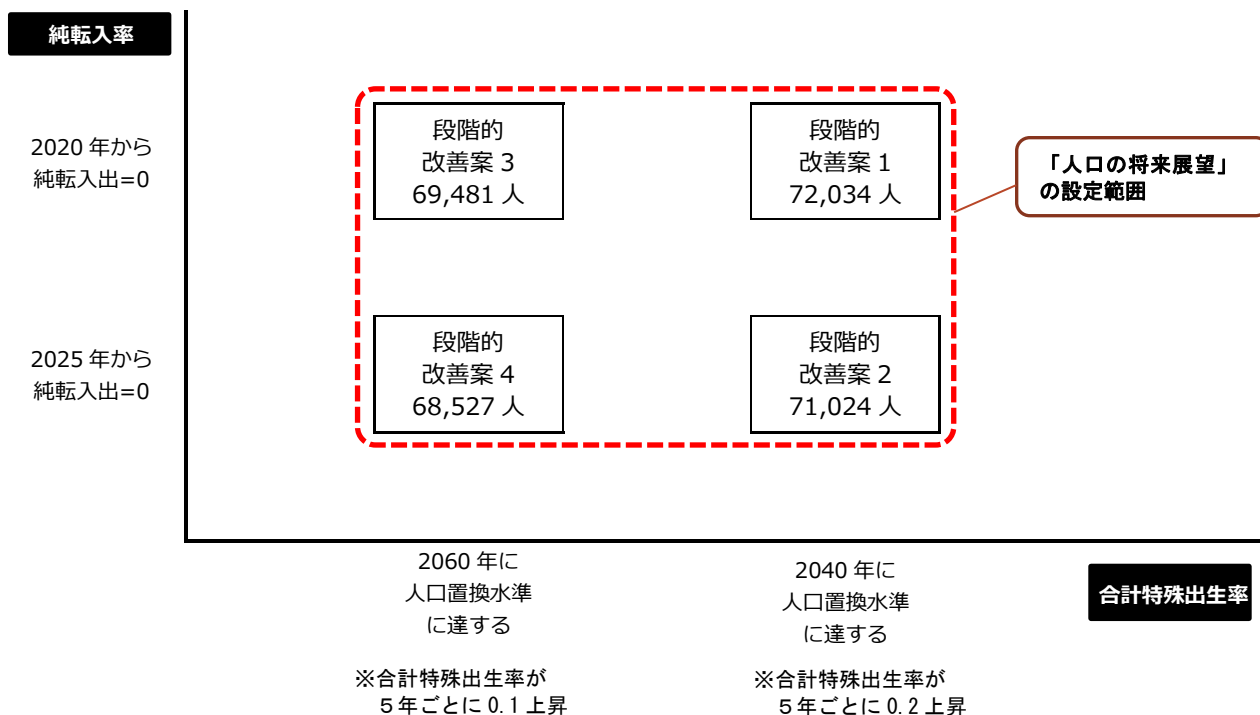 純転入率
2020 年から
純転入出=0
段階的
改善案 3
69,481 人
段階的
改善案 1
72,034 人
「人口の将来展望」
の設定範囲
2025 年から
純転入出=0
段階的
改善案 4
68,527 人
段階的
改善案 2
71,024 人
2060 年に
人口置換水準
に達する
2040 年に
人口置換水準
に達する
合計特殊出生率
※合計特殊出生率が
５年ごとに 0.1 上昇
※合計特殊出生率が
５年ごとに 0.2 上昇